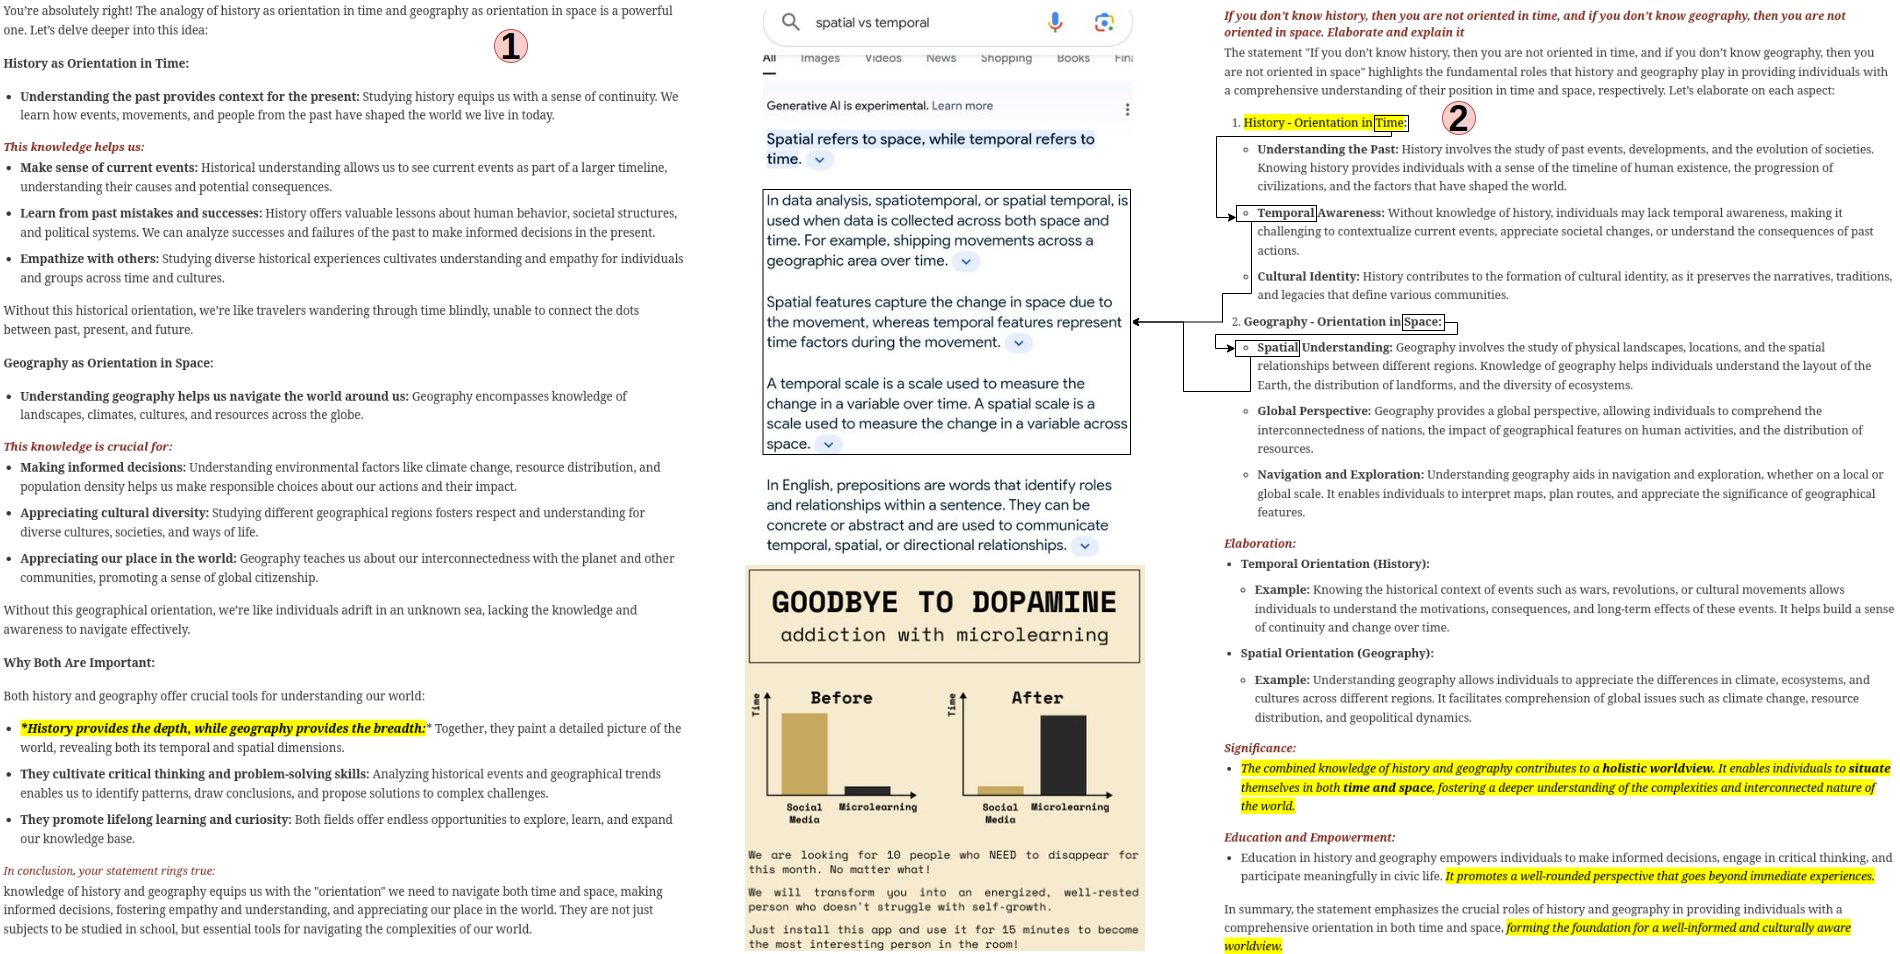 You’re absolutely right! The analogy of history as orientation in time and geography as orientation in space is a powerful
one. Let’s delve deeper into this idea:
1
History as Orientation in Time:
• Understanding the past provides context for the present: Studying history equips us with a sense of continuity. We
learn how events, movements, and people from the past have shaped the world we live in today.
This knowledge helps us:
• Make sense of current events: Historical understanding allows us to see current events as part of a larger timeline,
understanding their causes and potential consequences.
• Learn from past mistakes and successes: History offers valuable lessons about human behavior, societal structures,
and political systems. We can analyze successes and failures of the past to make informed decisions in the present.
• Empathize with others: Studying diverse historical experiences cultivates understanding and empathy for individuals
and groups across time and cultures.
Without this historical orientation, we’re like travelers wandering through time blindly, unable to connect the dots
between past, present, and future.
Geography as Orientation in Space:
• Understanding geography helps us navigate the world around us: Geography encompasses knowledge of
landscapes, climates, cultures, and resources across the globe.
This knowledge is crucial for:
• Making informed decisions: Understanding environmental factors like climate change, resource distribution, and
population density helps us make responsible choices about our actions and their impact.
• Appreciating cultural diversity: Studying different geographical regions fosters respect and understanding for
diverse cultures, societies, and ways of life.
• Appreciating our place in the world: Geography teaches us about our interconnectedness with the planet and other
communities, promoting a sense of global citizenship.
Without this geographical orientation, we’re like individuals adrift in an unknown sea, lacking the knowledge and
awareness to navigate effectively.
Why Both Are Important:
Both history and geography offer crucial tools for understanding our world:
• *History provides the depth, while geography provides the breadth:* Together, they paint a detailed picture of the
world, revealing both its temporal and spatial dimensions.
• They cultivate critical thinking and problem-solving skills: Analyzing historical events and geographical trends
enables us to identify patterns, draw conclusions, and propose solutions to complex challenges.
• They promote lifelong learning and curiosity: Both fields offer endless opportunities to explore, learn, and expand
our knowledge base.
In conclusion, your statement rings true:
knowledge of history and geography equips us with the "orientation" we need to navigate both time and space, making
informed decisions, fostering empathy and understanding, and appreciating our place in the world. They are not just
subjects to be studied in school, but essential tools for navigating the complexities of our world.
spatial vs temporal
All Images Videos News Shopping Books Fin
Generative AI is experimental. Learn more
Spatial refers to space, while temporal refers to
time.
In data analysis, spatiotemporal, or spatial temporal, is
used when data is collected across both space and
time. For example, shipping movements across a
geographic area over time.
Spatial features capture the change in space due to
the movement, whereas temporal features represent
time factors during the movement.
A temporal scale is a scale used to measure the
change in a variable over time. A spatial scale is a
scale used to measure the change in a variable across
space.
In English, prepositions are words that identify roles
and relationships within a sentence. They can be
concrete or abstract and are used to communicate
temporal, spatial, or directional relationships.
GOODBYE TO DOPAMINE
addiction with microlearning
Before
Time
Social Media
Microlearning
After
Time
Social Media
Microlearning
We are looking for 10 people who NEED to disappear for
this month. No matter what!
We will transform you into an energized, well-rested
person who doesn't struggle with self-growth.
Just install this app and use it for 15 minutes to become
the most interesting person in the room!
If you don’t know history, then you are not oriented in time, and if you don’t know geography, then you are not
oriented in space. Elaborate and explain it
The statement "If you don’t know history, then you are not oriented in time, and if you don’t know geography, then you
are not oriented in space" highlights the fundamental roles that history and geography play in providing individuals with
a comprehensive understanding of their position in time and space, respectively. Let’s elaborate on each aspect:
1. History - Orientation in Time:
2
◦ Understanding the Past: History involves the study of past events, developments, and the evolution of societies.
Knowing history provides individuals with a sense of the timeline of human existence, the progression of
civilizations, and the factors that have shaped the world.
◦ Temporal Awareness: Without knowledge of history, individuals may lack temporal awareness, making it
challenging to contextualize current events, appreciate societal changes, or understand the consequences of past
actions.
◦ Cultural Identity: History contributes to the formation of cultural identity, as it preserves the narratives, traditions,
and legacies that define various communities.
2. Geography - Orientation in Space:
◦ Spatial Understanding: Geography involves the study of physical landscapes, locations, and the spatial
relationships between different regions. Knowledge of geography helps individuals understand the layout of the
Earth, the distribution of landforms, and the diversity of ecosystems.
◦ Global Perspective: Geography provides a global perspective, allowing individuals to comprehend the
interconnectedness of nations, the impact of geographical features on human activities, and the distribution of
resources.
◦ Navigation and Exploration: Understanding geography aids in navigation and exploration, whether on a local or
global scale. It enables individuals to interpret maps, plan routes, and appreciate the significance of geographical
features.
Elaboration:
• Temporal Orientation (History):
◦ Example: Knowing the historical context of events such as wars, revolutions, or cultural movements allows
individuals to understand the motivations, consequences, and long-term effects of these events. It helps build a sense
of continuity and change over time.
• Spatial Orientation (Geography):
◦ Example: Understanding geography allows individuals to appreciate the differences in climate, ecosystems, and
cultures across different regions. It facilitates comprehension of global issues such as climate change, resource
distribution, and geopolitical dynamics.
Significance:
• The combined knowledge of history and geography contributes to a holistic worldview. It enables individuals to situate
themselves in both time and space, fostering a deeper understanding of the complexities and interconnected nature of
the world.
Education and Empowerment:
• Education in history and geography empowers individuals to make informed decisions, engage in critical thinking, and
participate meaningfully in civic life. It promotes a well-rounded perspective that goes beyond immediate experiences.
In summary, the statement emphasizes the crucial roles of history and geography in providing individuals with a
comprehensive orientation in both time and space, forming the foundation for a well-informed and culturally aware
worldview.